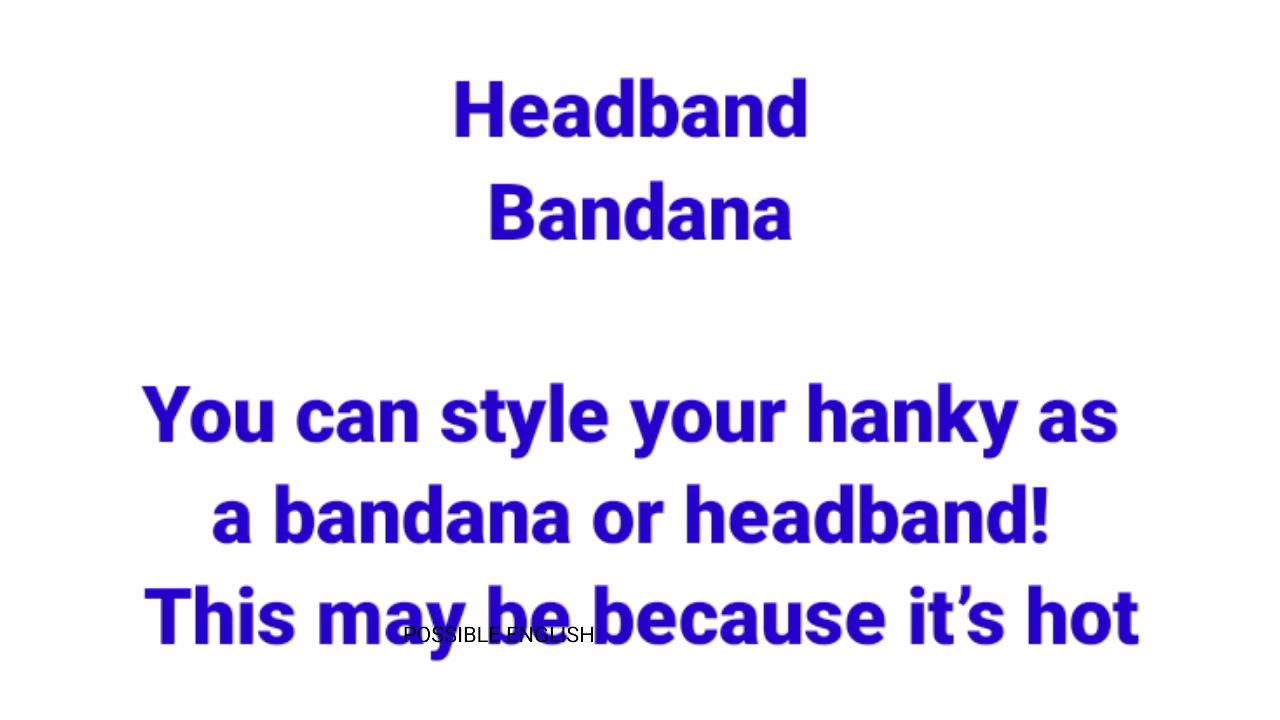 Headband
Bandana
You can style your hanky as
a bandana or headband!
This may be because it’s hot
POSSIBLE ENGLISH